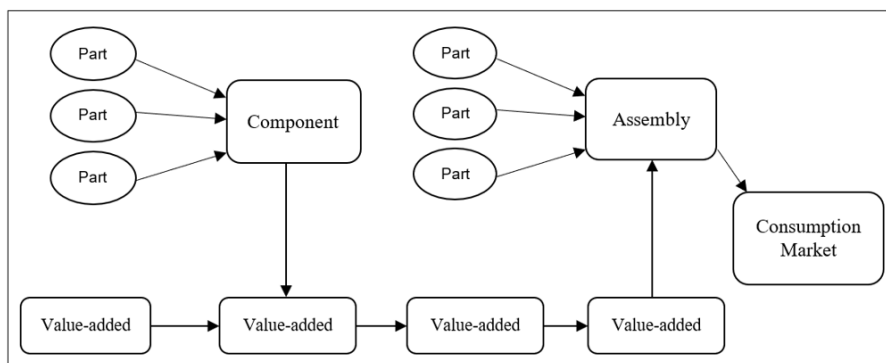 Part
Part
Part
Component
Part
Part
Part
Assembly
Consumption
Market
Value-added
Value-added
Value-added
Value-added